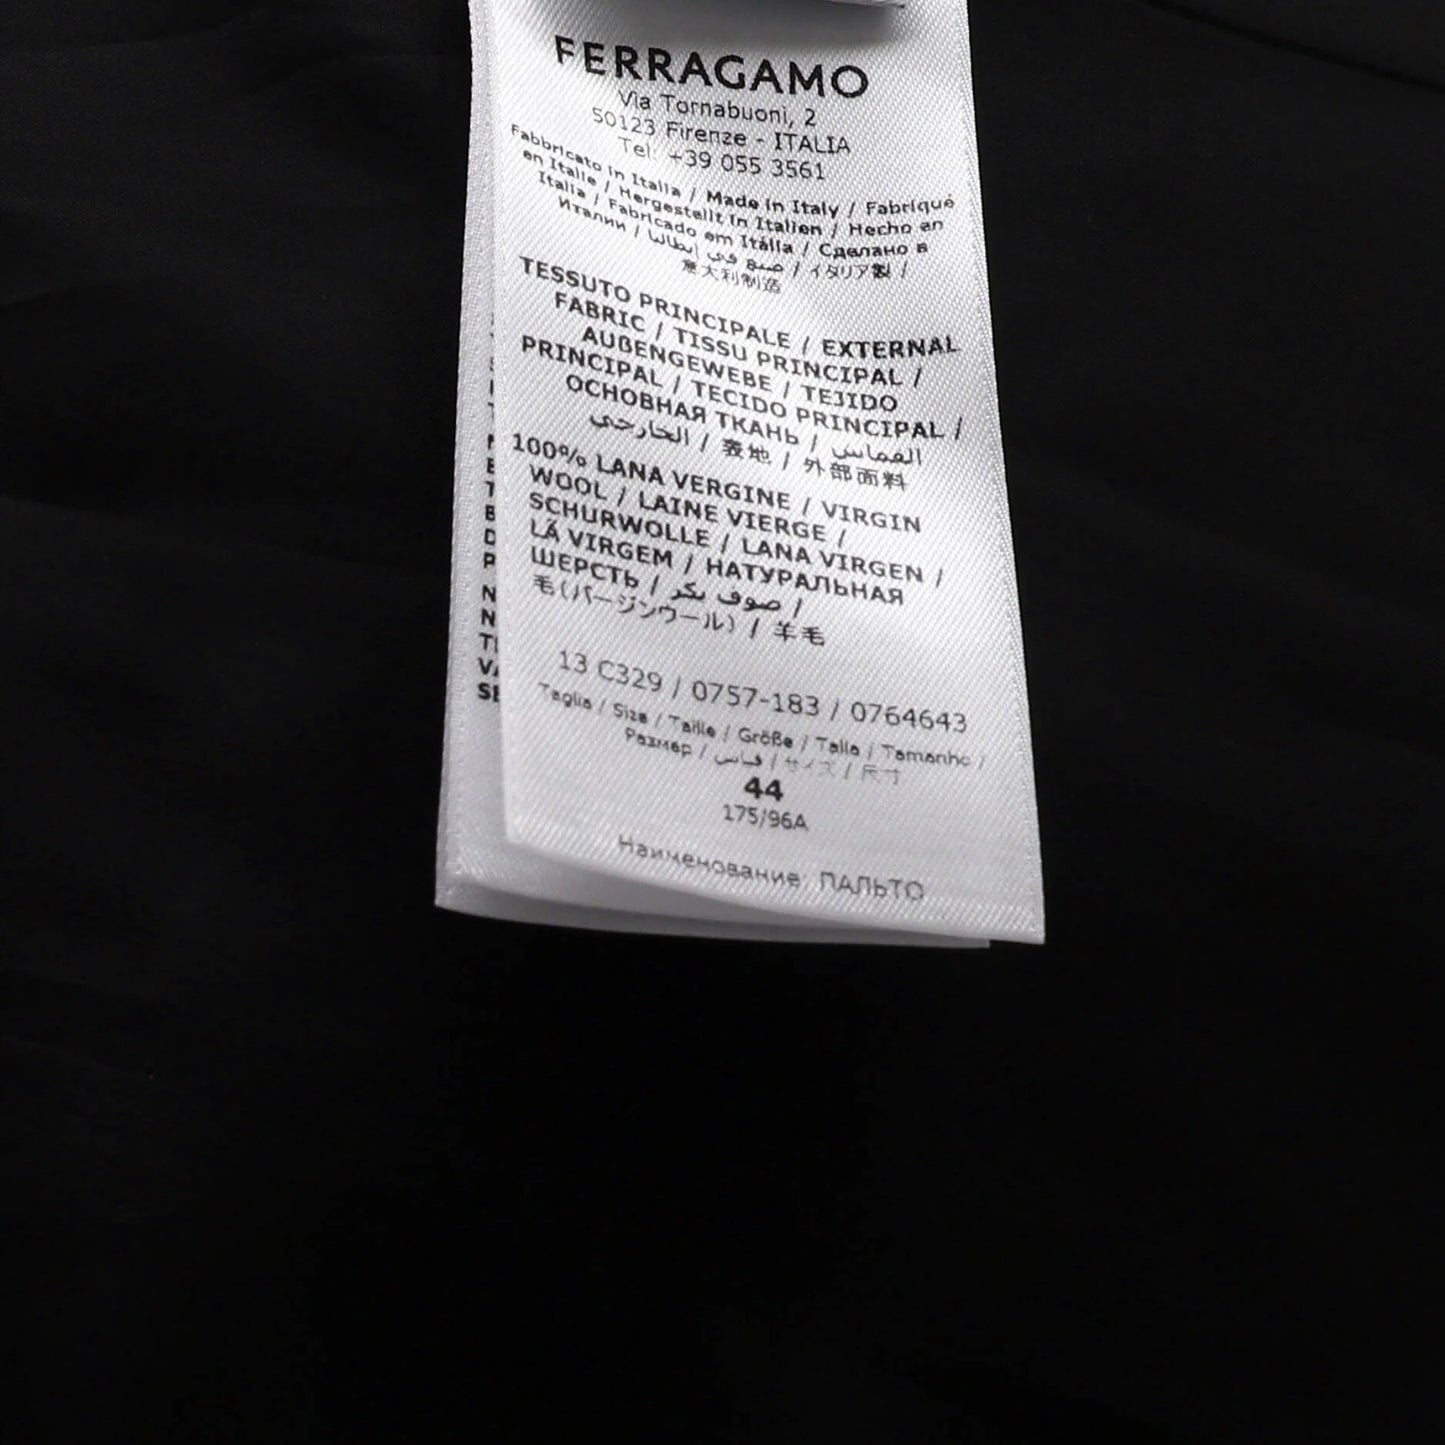 FERRAGAMO
Via Tornabuoni, 2
50123 Firenze - ITALIA
Tel: +39 055 3561
Fabbricato in Italia / Made in Italy / Fabriqué
en Italie / Hergestellt in Italien / Hecho en
Italia / Fabricado em Itália / Сделано в
Италии / صنع في إيطاليا / イタリア製 /
意大利制造
TESSUTO PRINCIPALE / EXTERNAL
FABRIC / TISSU PRINCIPAL /
AUßENGEWEBE / TEJIDO
PRINCIPAL / TECIDO PRINCIPAL /
ОСНОВНАЯ ТКАНЬ / القماش
الخارجي / 表地 / 外部面料
100% LANA VERGINE / VIRGIN
WOOL / LAINE VIERGE /
SCHURWOLLE / LANA VIRGEN /
LÃ VIRGEM / НАТУРАЛЬНАЯ
ШЕРСТЬ / صوف بكر /
毛(バージンウール) / 羊毛
13 C329 / 0757-183 / 0764643
Taglia / Size / Taille / Größe / Talla / Tamanho /
Размер / قياس / サイズ / 尺寸
44
175/96A
Наименование: ПАЛЬТО